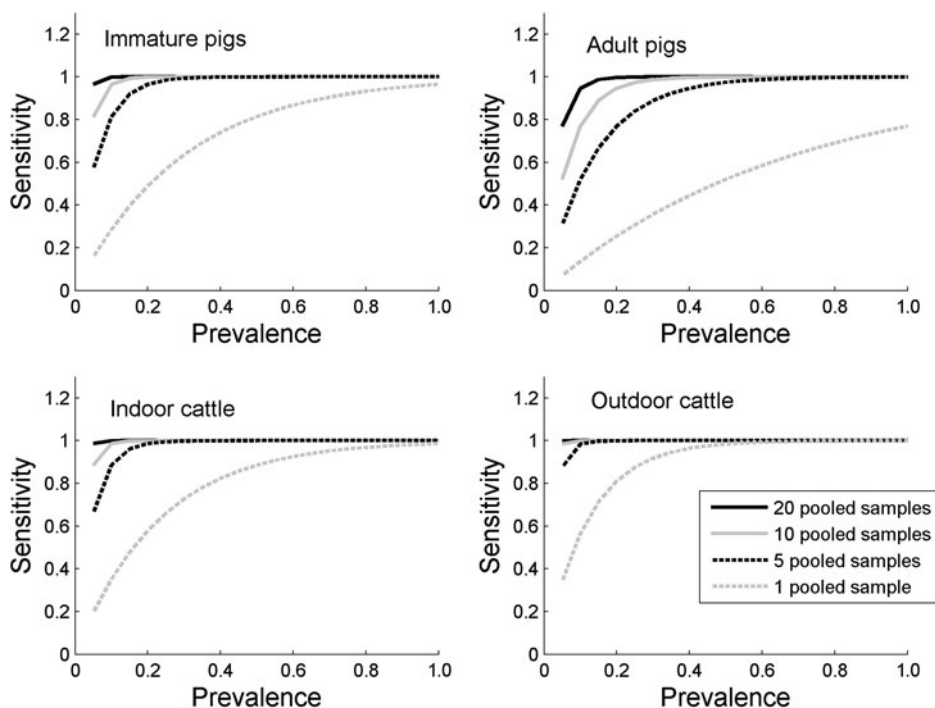 Immature pigs
Sensitivity
1.2
1
0.8
0.6
0.4
0.2
0
0 0.2 0.4 0.6 0.8 1.0
Prevalence
Adult pigs
Sensitivity
1.2
1
0.8
0.6
0.4
0.2
0
0 0.2 0.4 0.6 0.8 1.0
Prevalence
Indoor cattle
Sensitivity
1.2
1
0.8
0.6
0.4
0.2
0
0 0.2 0.4 0.6 0.8 1.0
Prevalence
Outdoor cattle
Sensitivity
1.2
1
0.8
0.6
0.4
0.2
0
0 0.2 0.4 0.6 0.8 1.0
Prevalence
20 pooled samples
10 pooled samples
5 pooled samples
1 pooled sample